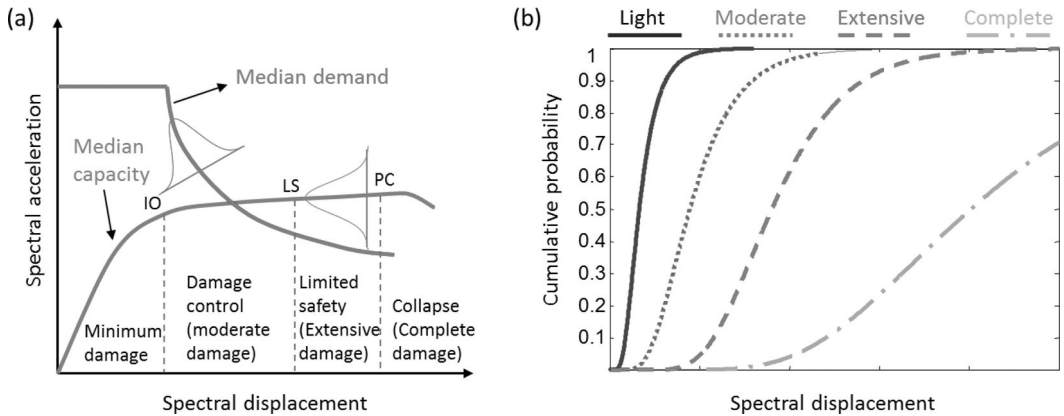 (a)
Spectral acceleration
Median demand
Median
capacity
IO
LS
PC
Minimum
damage
Damage
control
(moderate
damage)
Limited
safety
(Extensive
damage)
Collapse
(Complete
damage)
Spectral displacement
(b)
Light
Moderate
Extensive
Complete
Cumulative probability
1
0.9
0.8
0.7
0.6
0.5
0.4
0.3
0.2
0.1
Spectral displacement